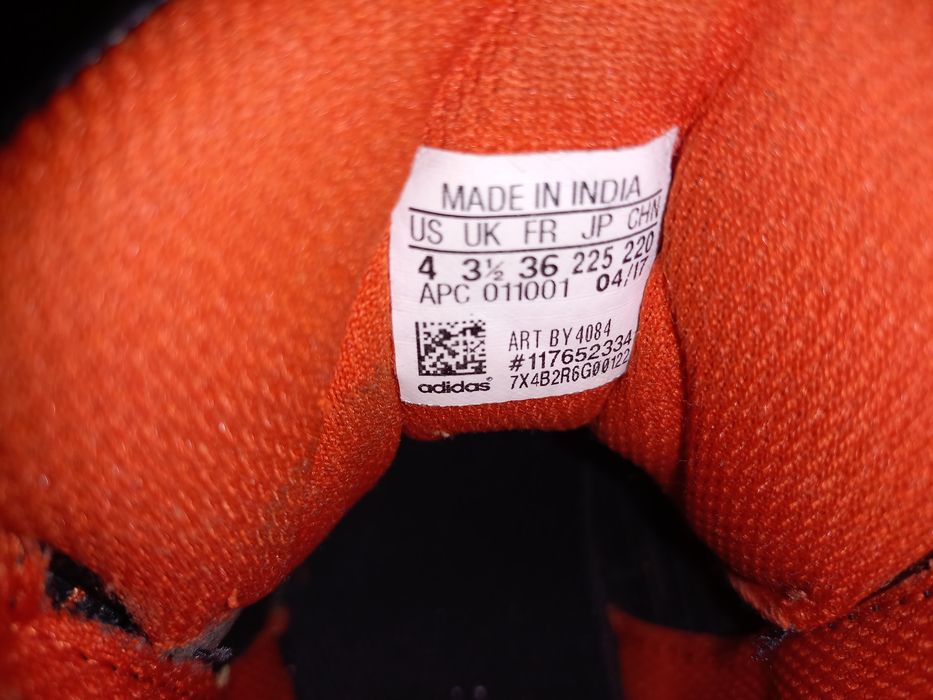 MADE IN INDIA
US UK FR JP CHN
4 3½ 36 225 220
APC 011001 04/17
ART BY4084
#117652334
7X4B2R6G00122
adidas